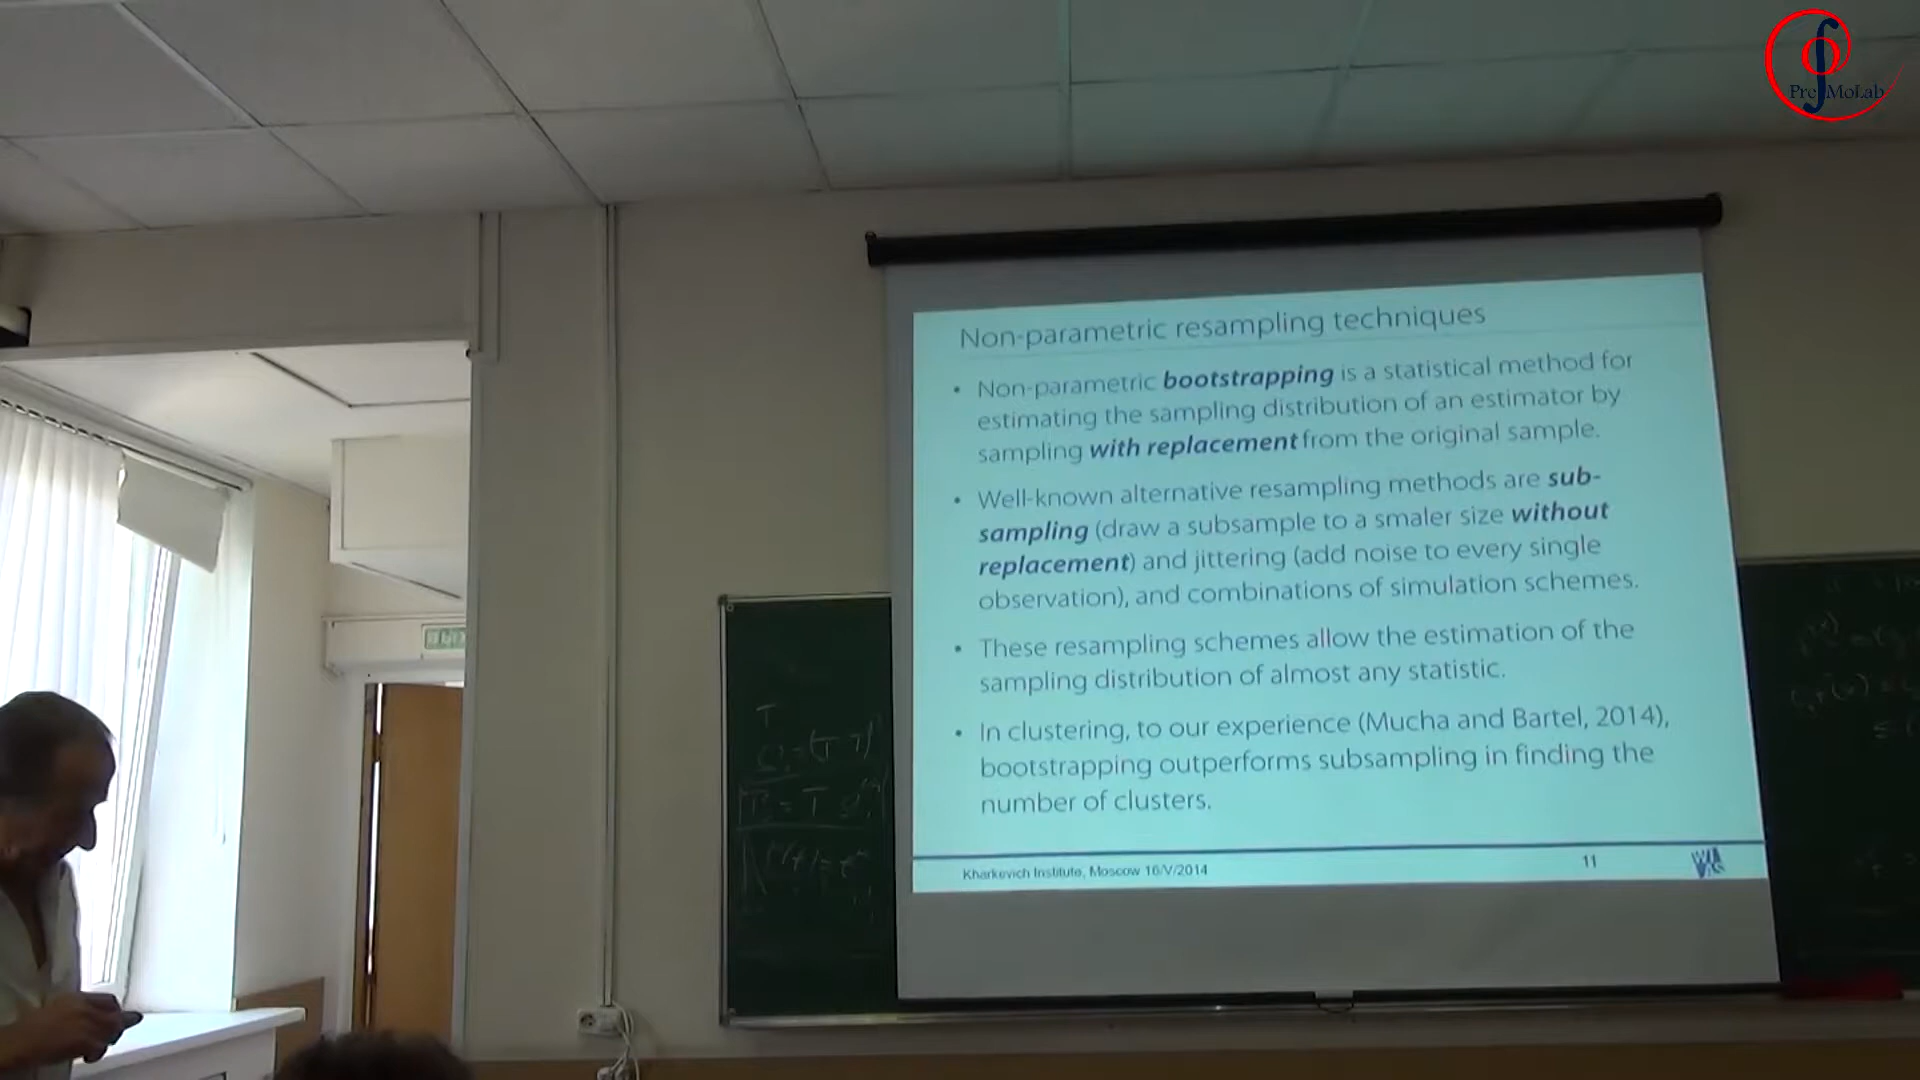 PreMoLab
Non-parametric resampling techniques
• Non-parametric bootstrapping is a statistical method for
estimating the sampling distribution of an estimator by
sampling with replacement from the original sample.
• Well-known alternative resampling methods are sub-
sampling (draw a subsample to a smaler size without
replacement) and jittering (add noise to every single
observation), and combinations of simulation schemes.
• These resampling schemes allow the estimation of the
sampling distribution of almost any statistic.
• In clustering, to our experience (Mucha and Bartel, 2014),
bootstrapping outperforms subsampling in finding the
number of clusters.
Kharkevich Institute, Moscow 16/V/2014
11